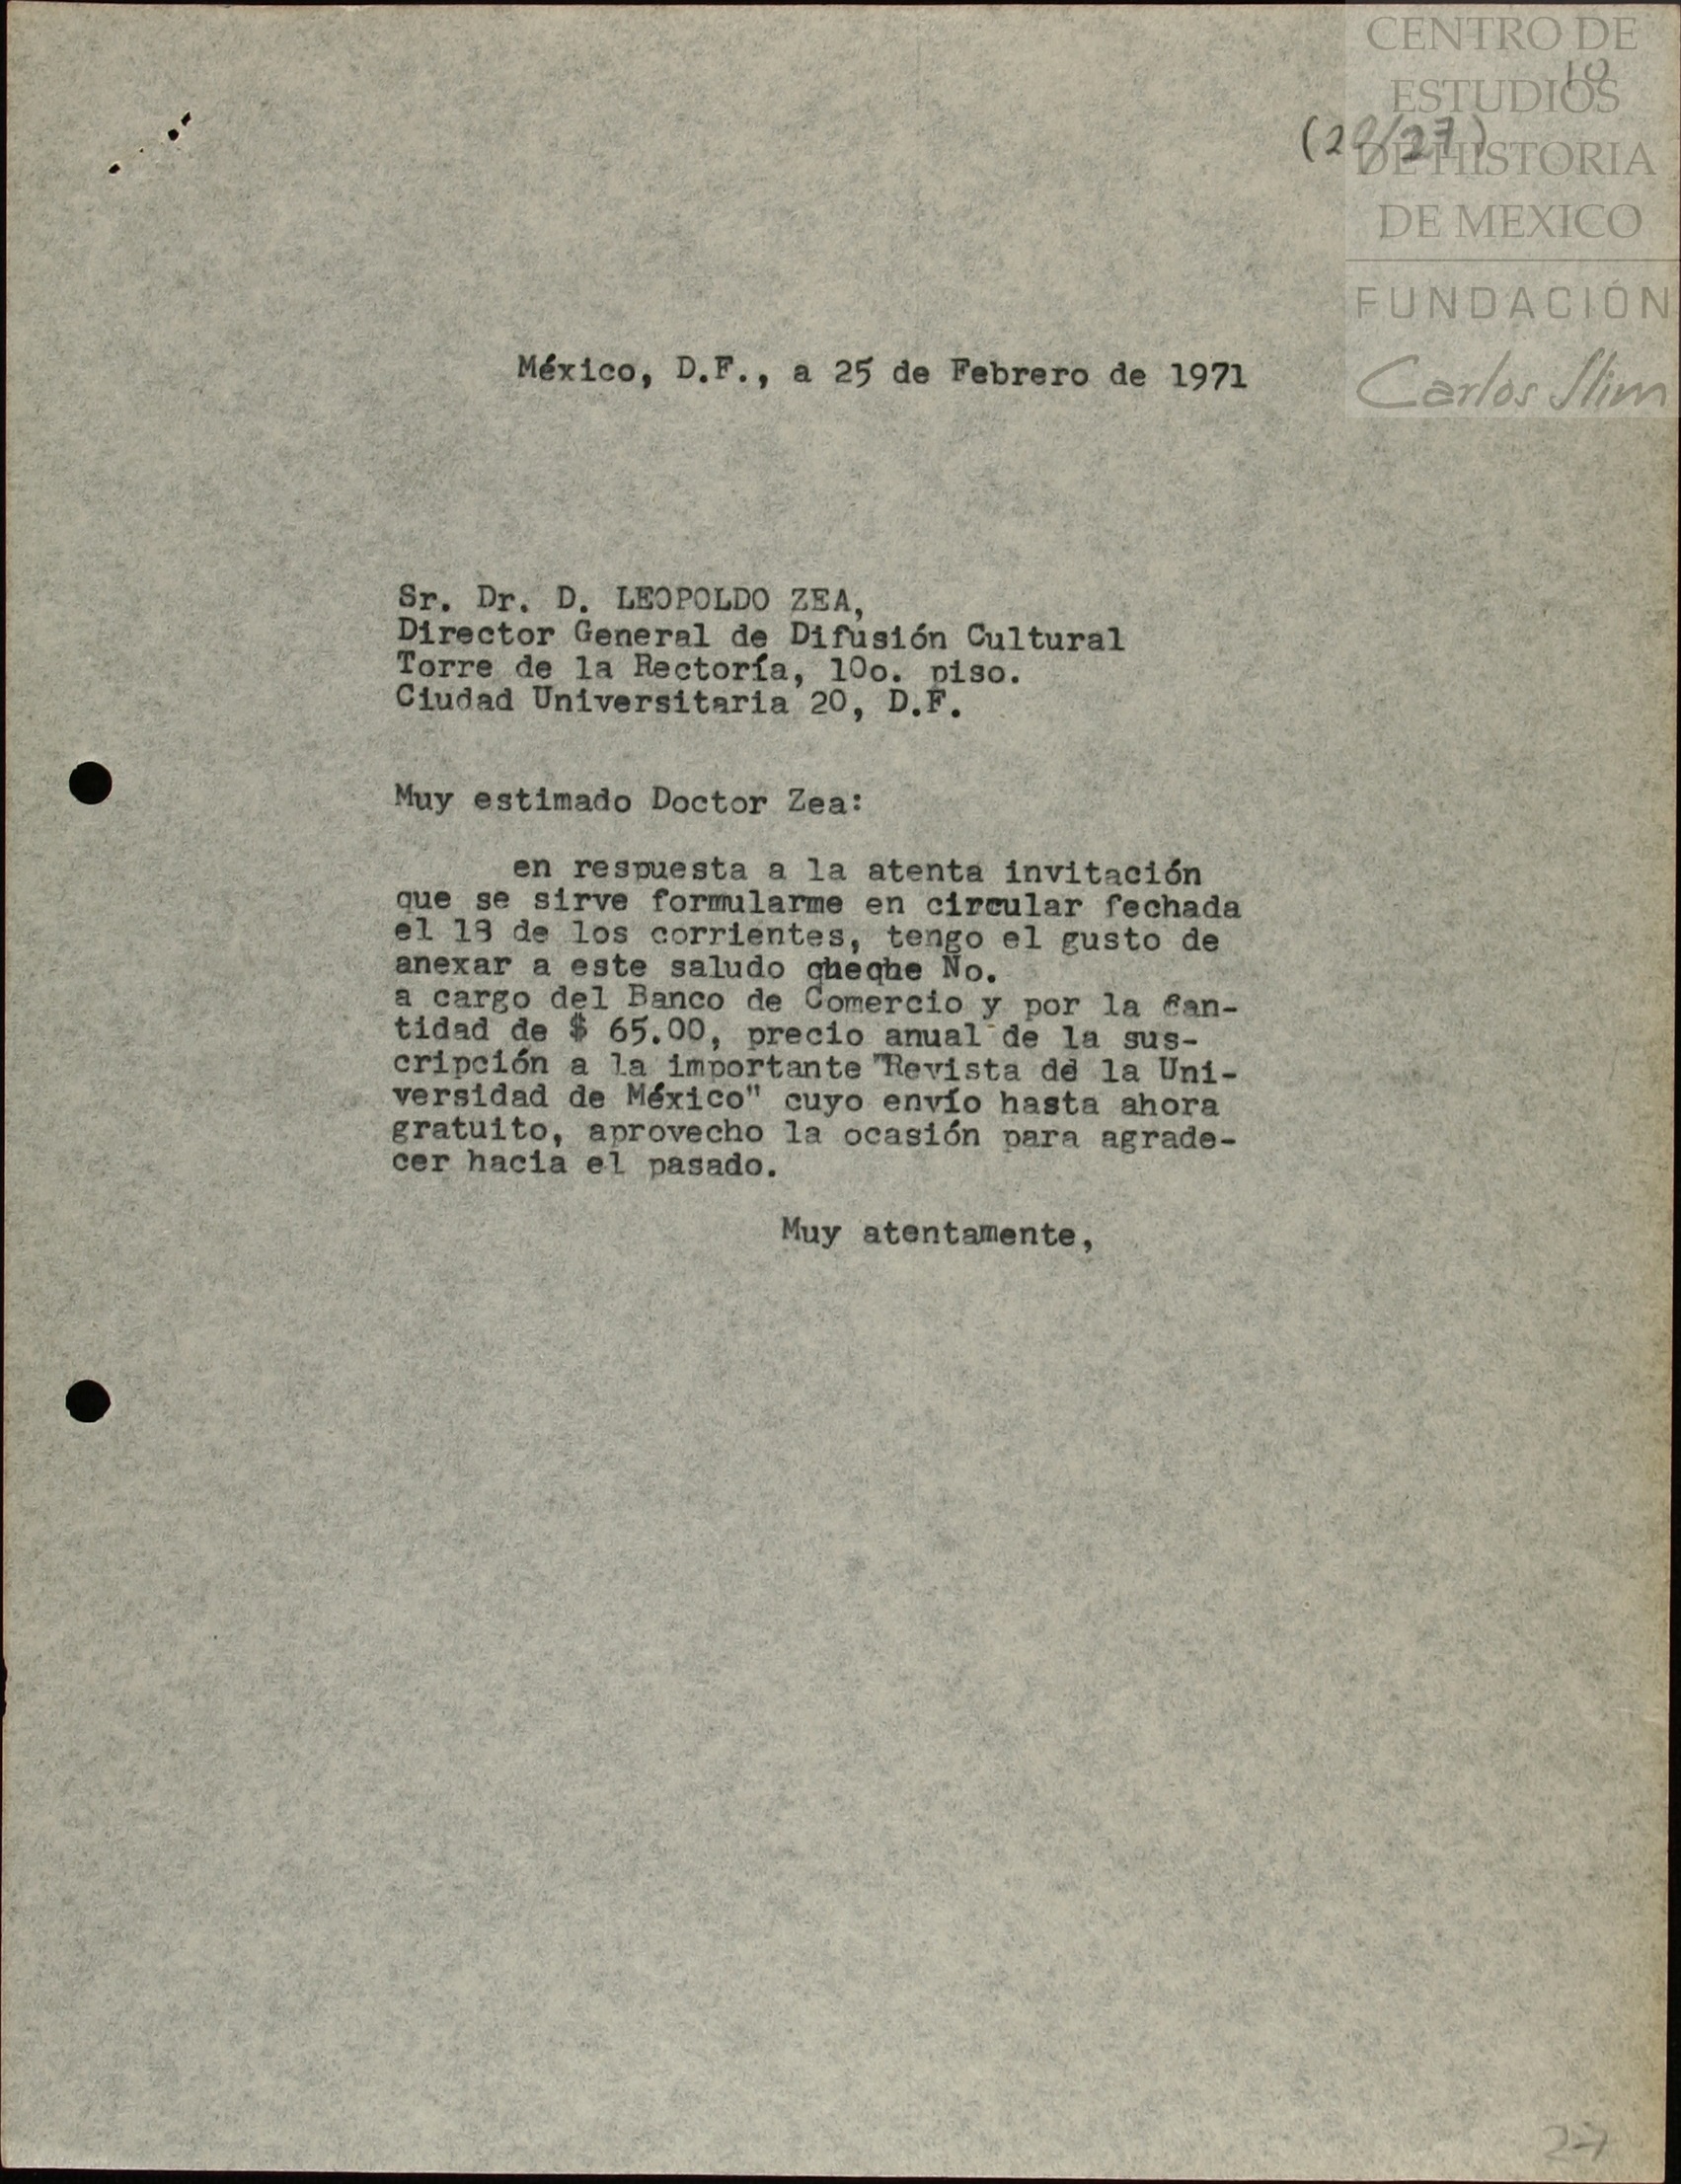 CENTRO DE
ESTUDIOS
DE HISTORIA
DE MEXICO
FUNDACIÓN
Carlos Slim
México, D.F., a 25 de Febrero de 1971
Sr. Dr. D. LEOPOLDO ZEA,
Director General de Difusión Cultural
Torre de la Rectoría, 10o. piso.
Ciudad Universitaria 20, D.F.
Muy estimado Doctor Zea:
en respuesta a la atenta invitación
que se sirve formularme en circular fechada
el 18 de los corrientes, tengo el gusto de
anexar a este saludo cheque No.
a cargo del Banco de Comercio y por la can-
tidad de $ 65.00, precio anual de la sus-
cripción a la importante "Revista de la Uni-
versidad de México" cuyo envío hasta ahora
gratuito, aprovecho la ocasión para agrade-
cer hacia el pasado.
Muy atentamente,
27